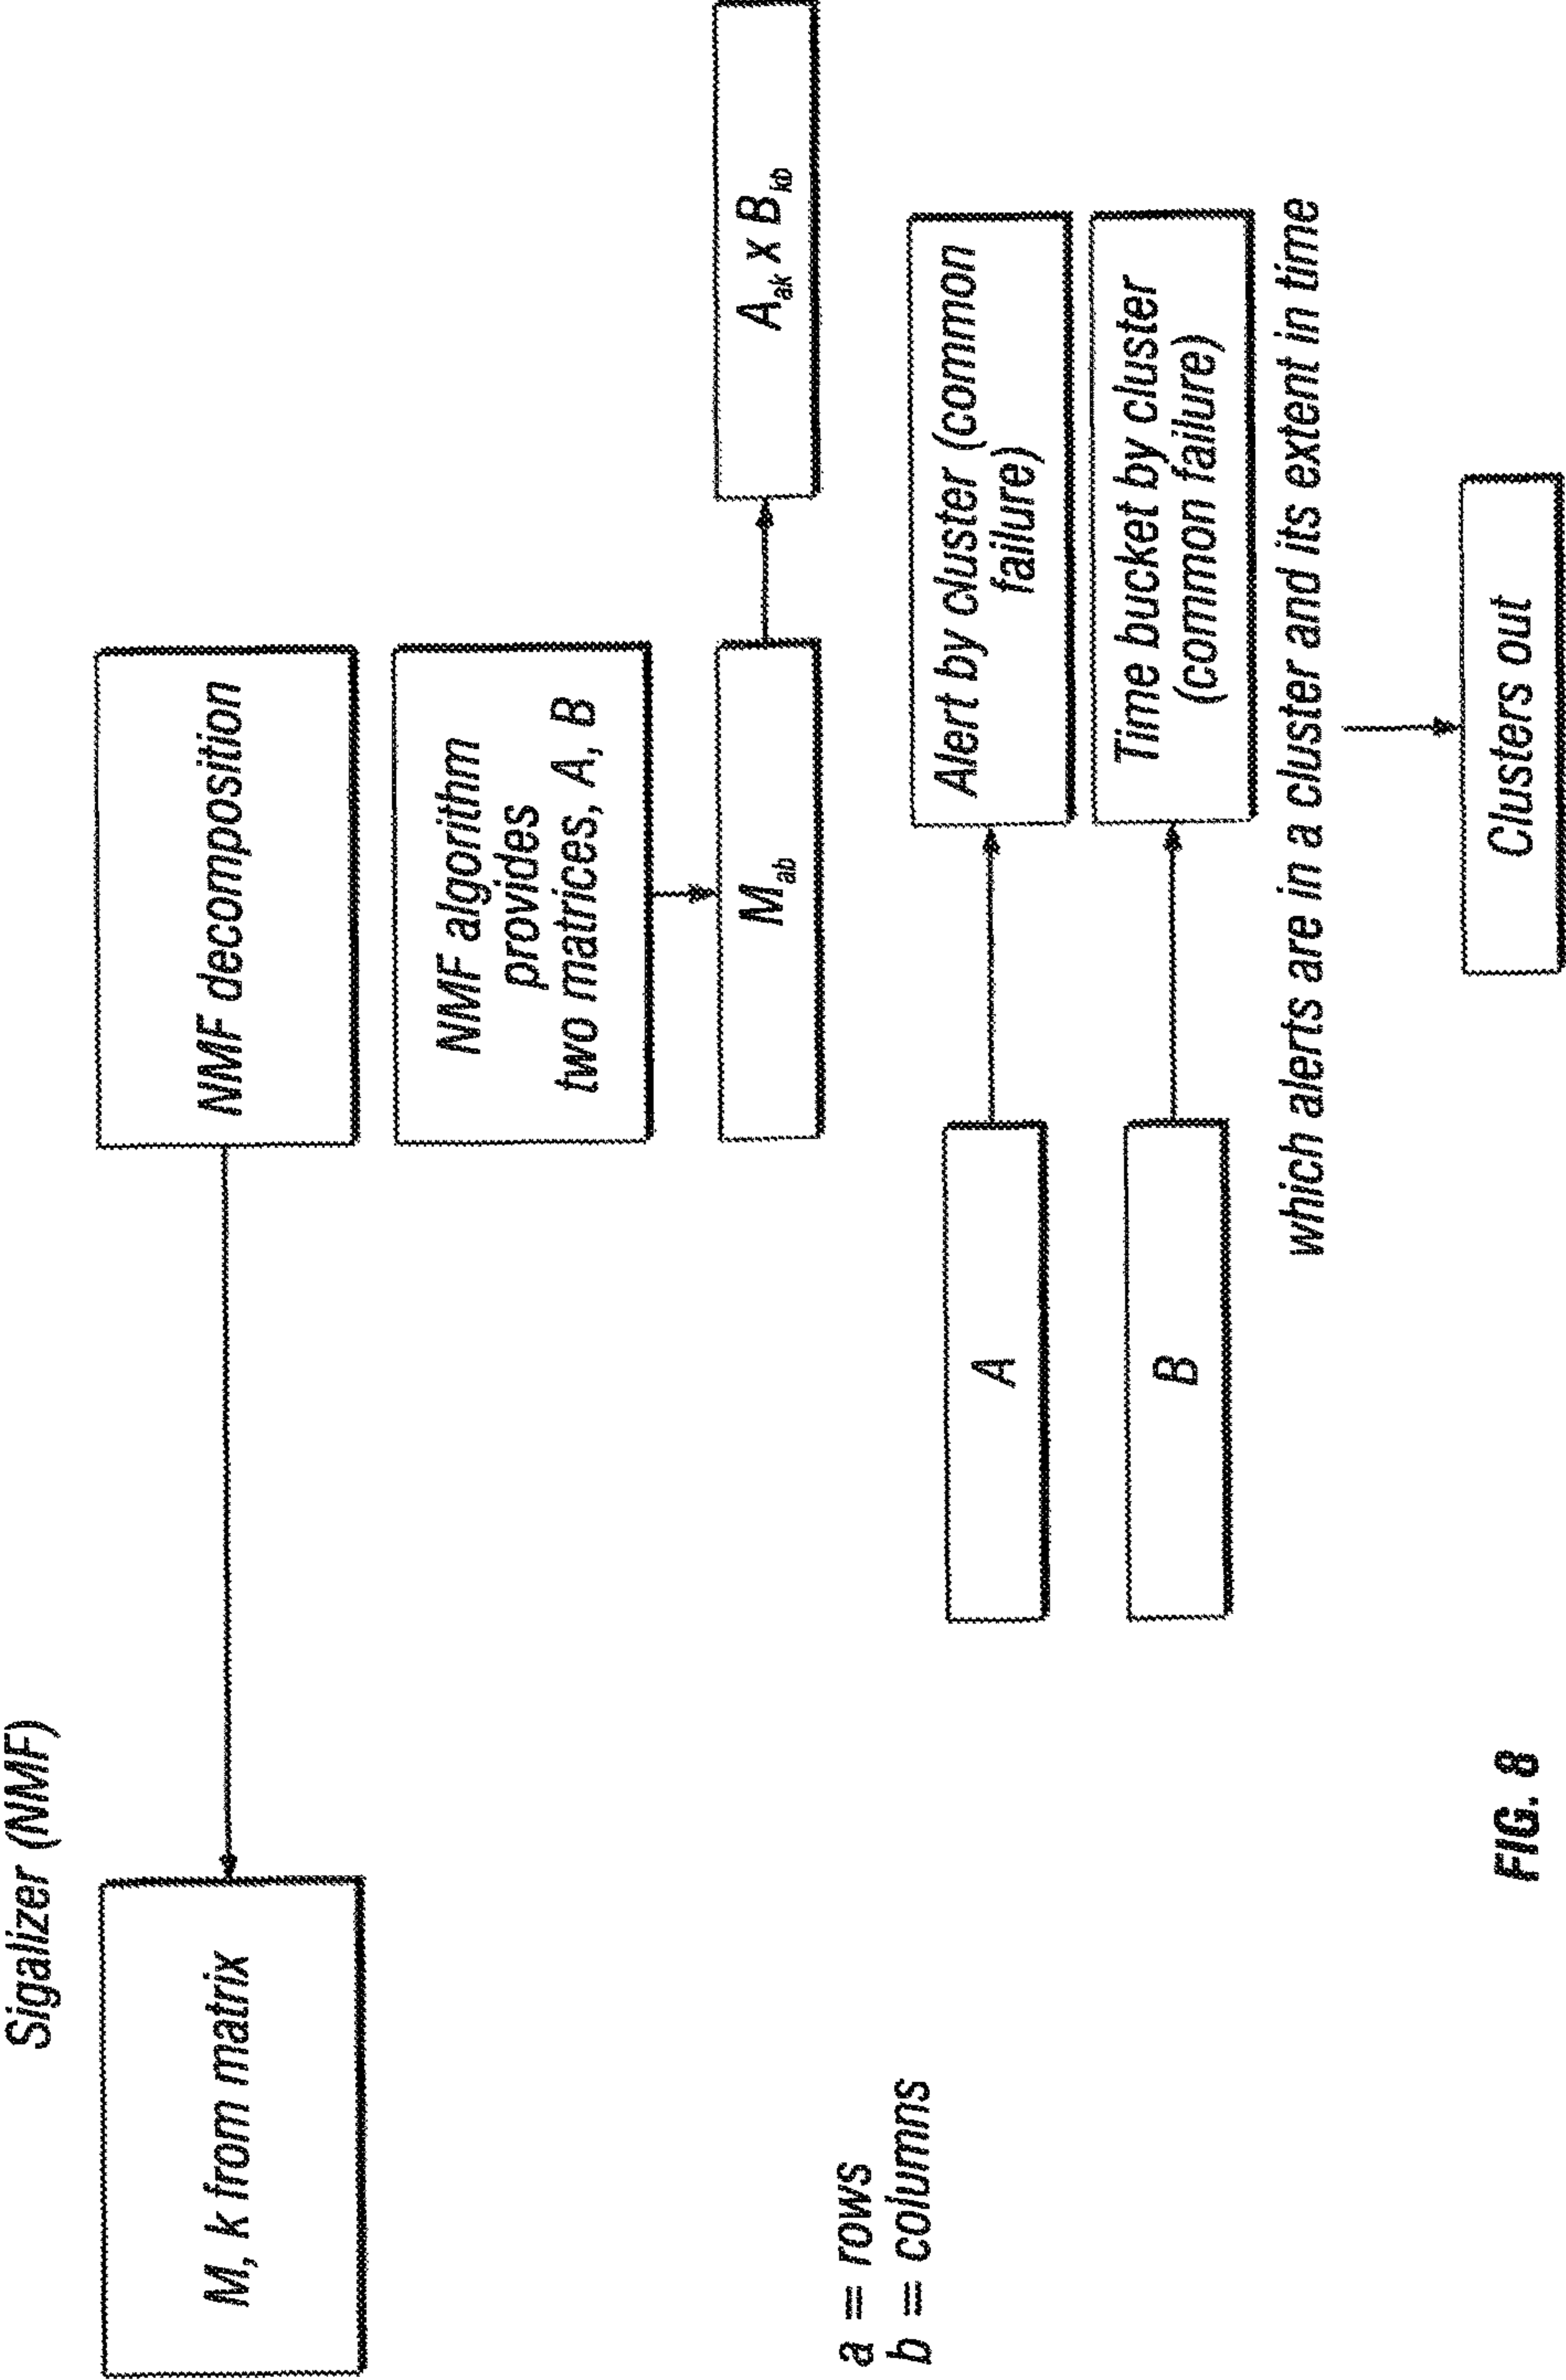 Sigalizer (NMF)
M, k from matrix
NMF decomposition
NMF algorithm
provides
two matrices, A, B
a = rows
b = columns
M_ab
A_ak x B_kb
A
Alert by cluster (common
failure)
B
Time bucket by cluster
(common failure)
which alerts are in a cluster and its extent in time
Clusters out
FIG. 8